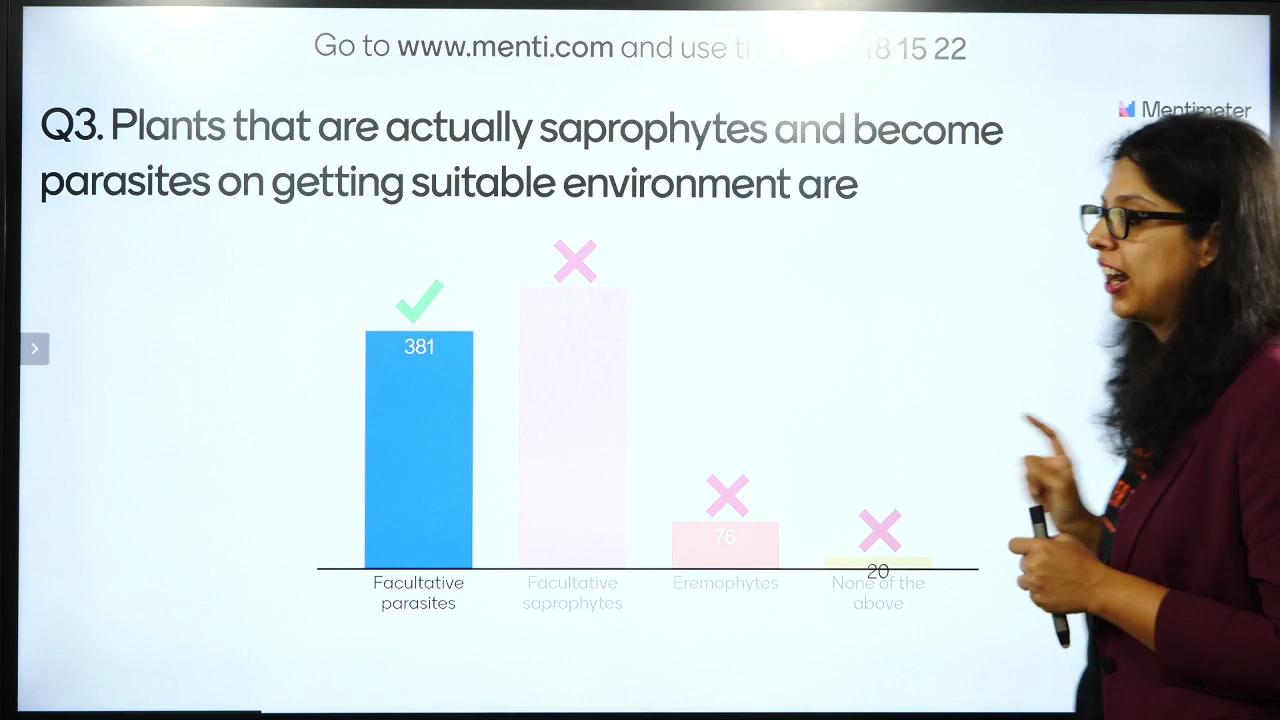 Go to www.menti.com and use 18 15 22
Mentimeter
Q3. Plants that are actually saprophytes and become
parasites on getting suitable environment are
381
76
20
Facultative
parasites
Facultative
saprophytes
Eremophytes
None of the
above